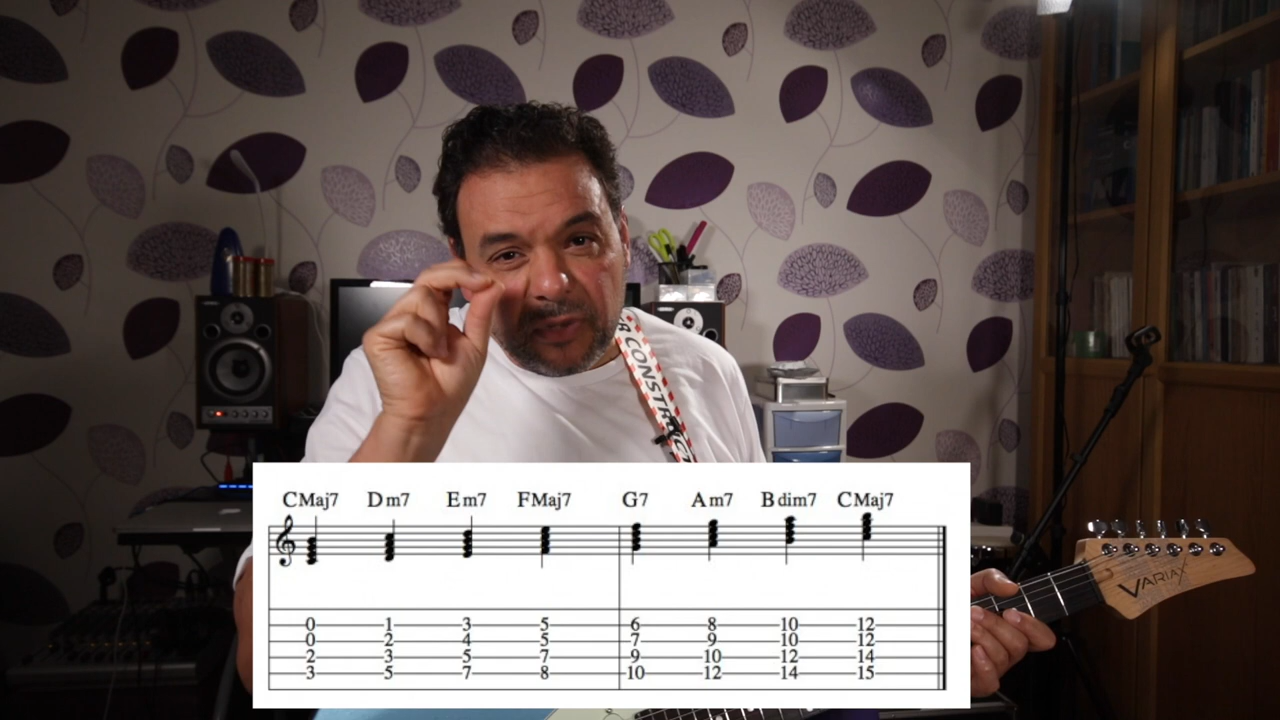 CMaj7 Dm7 Em7 FMaj7 G7 Am7 Bdim7 CMaj7
0 1 3 5 6 8 10 12
0 2 4 5 7 9 10 12
2 3 5 7 9 10 12 14
3 5 7 8 10 12 14 15
VARIAX